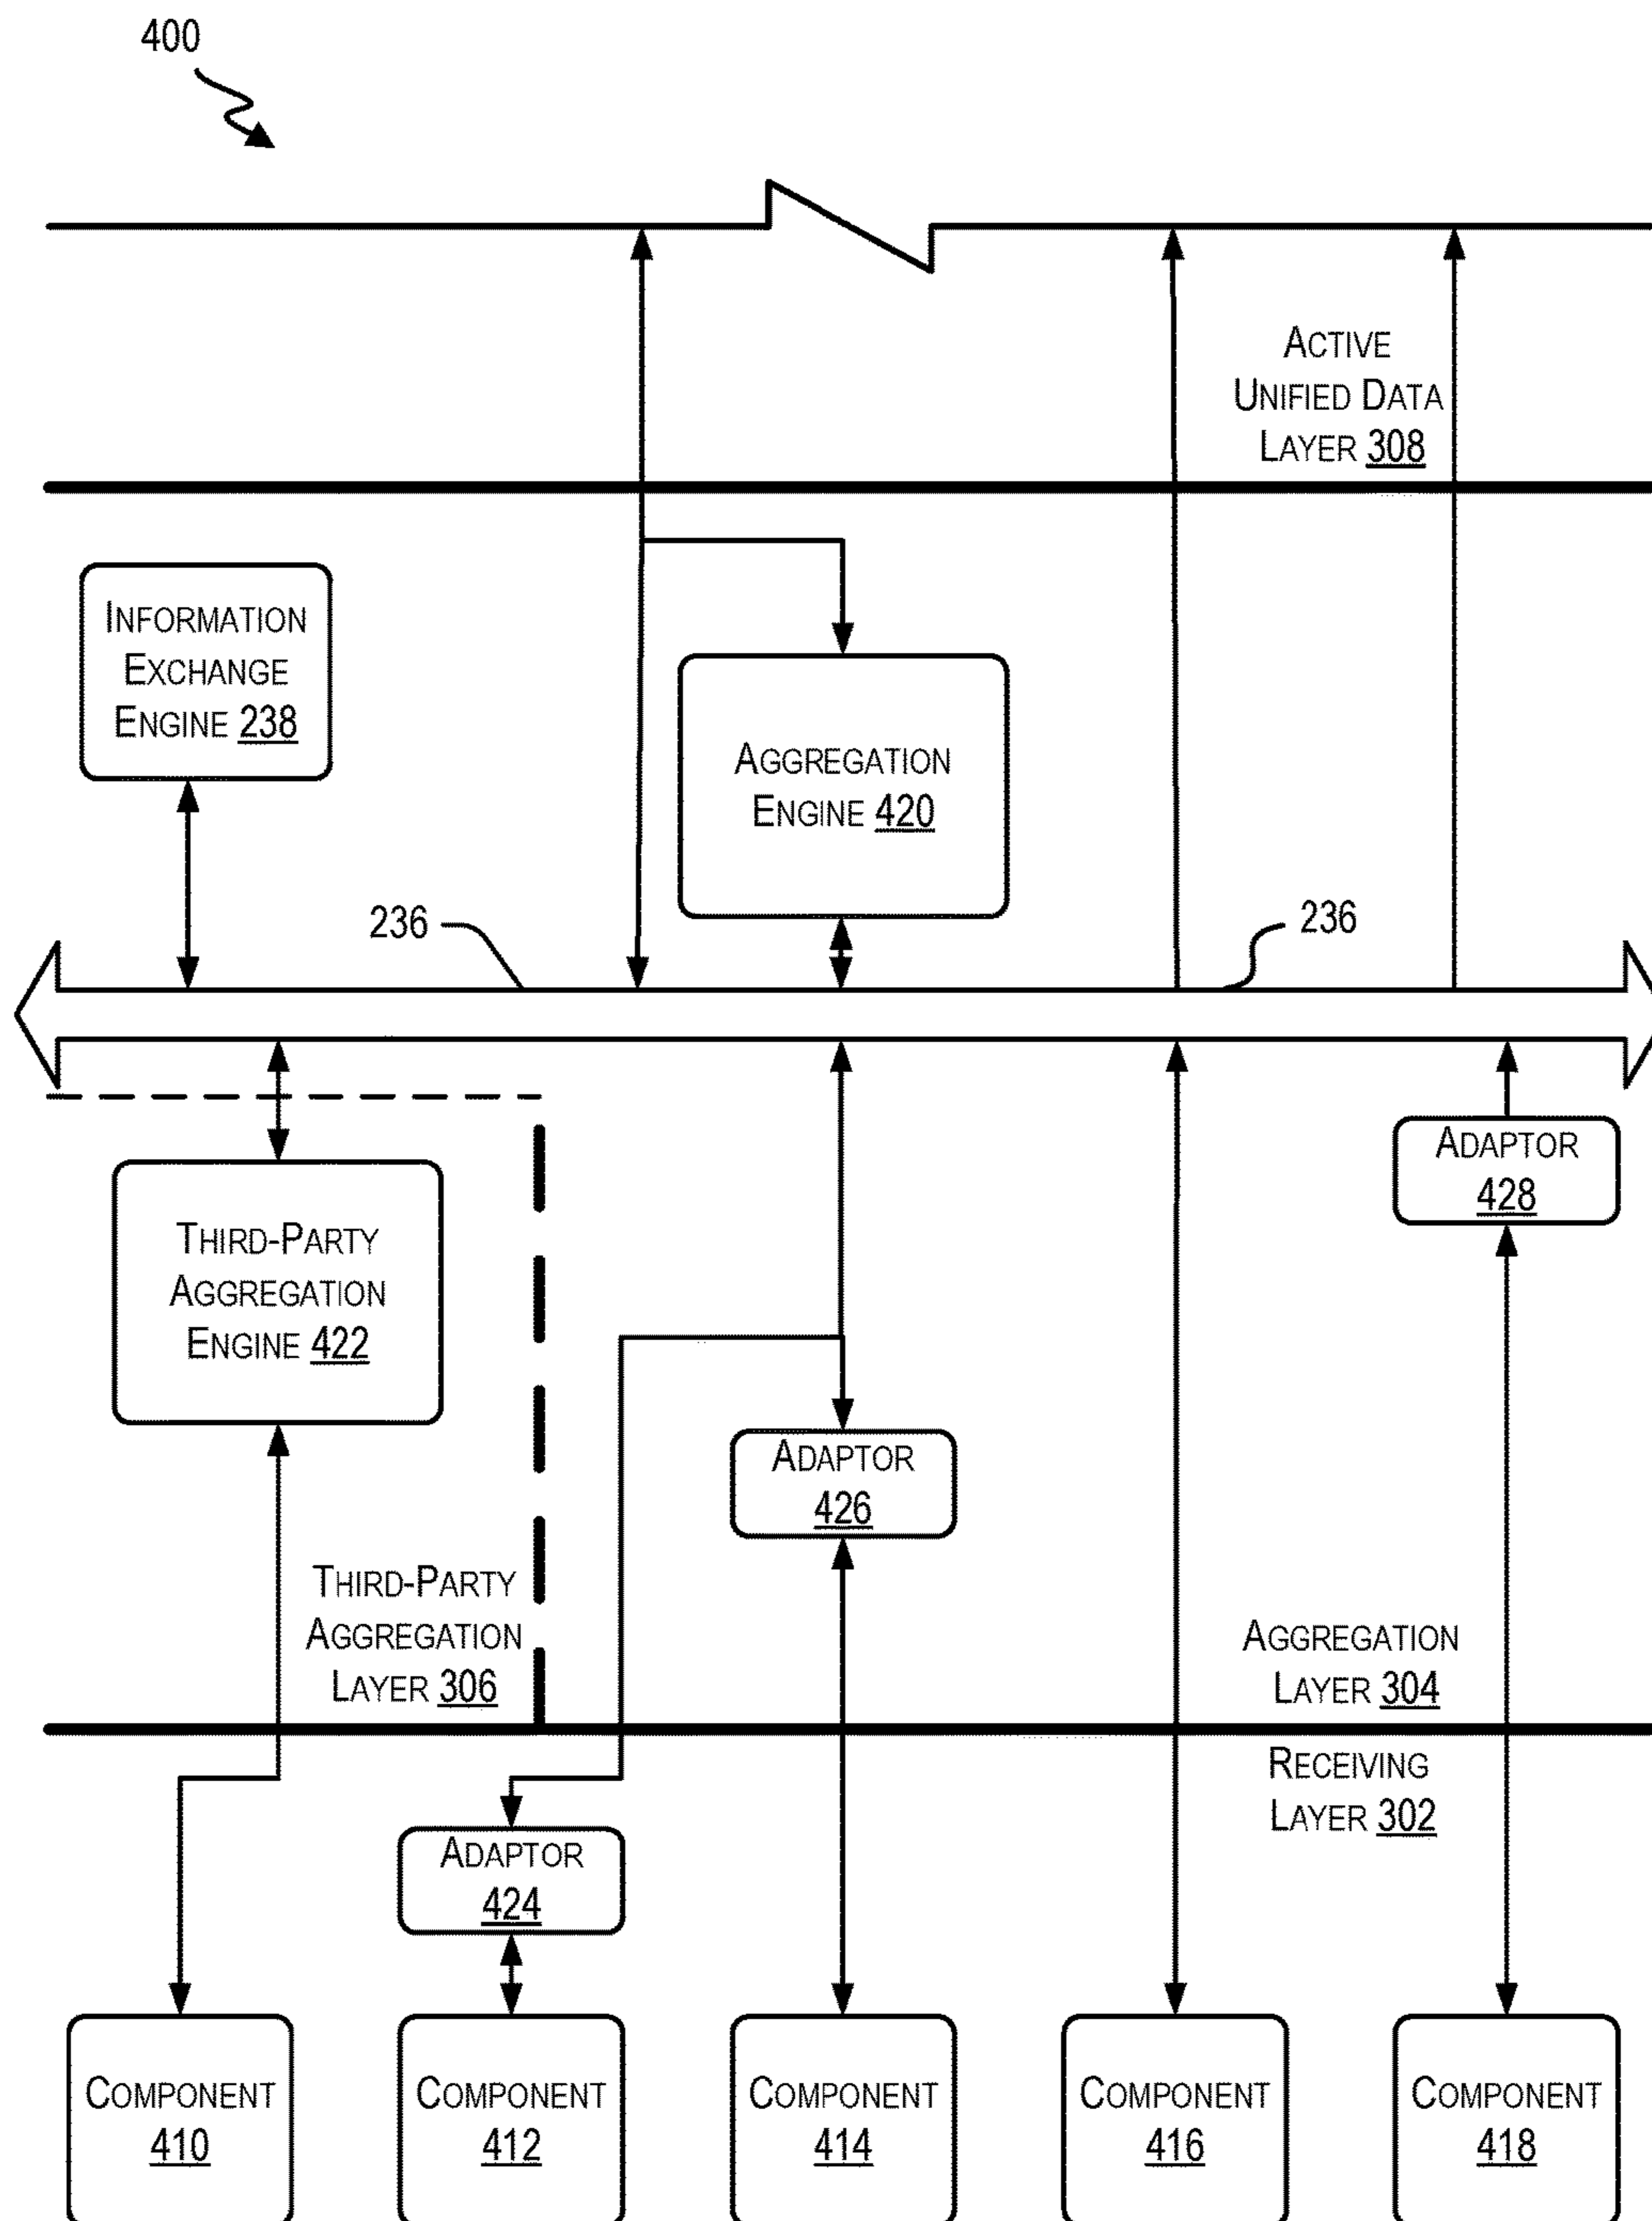 400
ACTIVE
UNIFIED DATA
LAYER 308
INFORMATION
EXCHANGE
ENGINE 238
AGGREGATION
ENGINE 420
236
236
ADAPTOR
428
THIRD-PARTY
AGGREGATION
ENGINE 422
ADAPTOR
426
THIRD-PARTY
AGGREGATION
LAYER 306
AGGREGATION
LAYER 304
RECEIVING
LAYER 302
ADAPTOR
424
COMPONENT
410
COMPONENT
412
COMPONENT
414
COMPONENT
416
COMPONENT
418